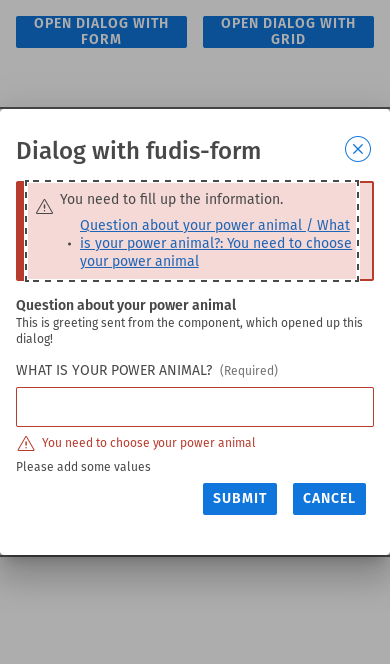 OPEN DIALOG WITH
FORM
OPEN DIALOG WITH
GRID
Dialog with fudis-form
You need to fill up the information.
• Question about your power animal / What
is your power animal?: You need to choose
your power animal
Question about your power animal
This is greeting sent from the component, which opened up this
dialog!
WHAT IS YOUR POWER ANIMAL? (Required)
You need to choose your power animal
Please add some values
SUBMIT
CANCEL